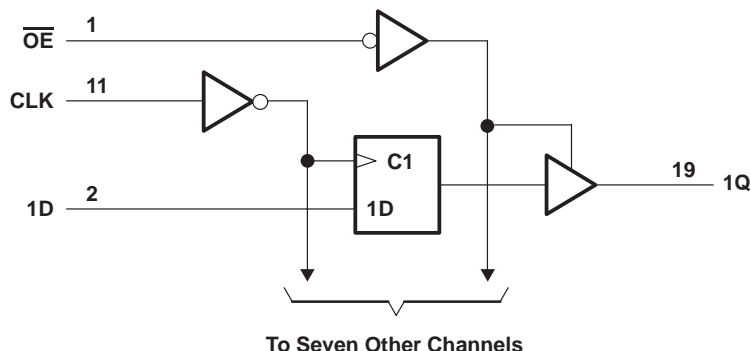 OE 1
CLK 11
C1
1D 2 1D
19 1Q
To Seven Other Channels